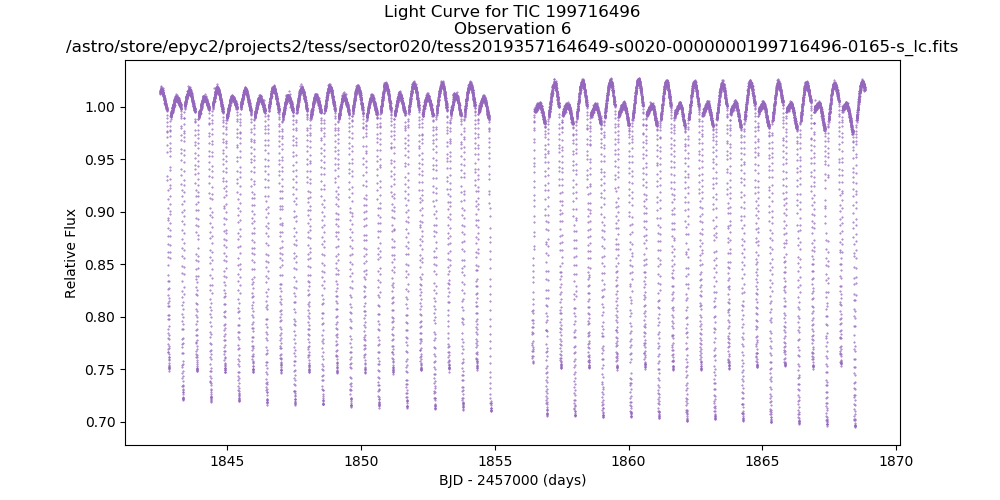 Light Curve for TIC 199716496
Observation 6
/astro/store/epyc2/projects2/tess/sector020/tess2019357164649-s0020-0000000199716496-0165-s_lc.fits
1.00
0.95
0.90
0.85
0.80
0.75
0.70
Relative Flux
1845
1850
1855
1860
1865
1870
BJD - 2457000 (days)